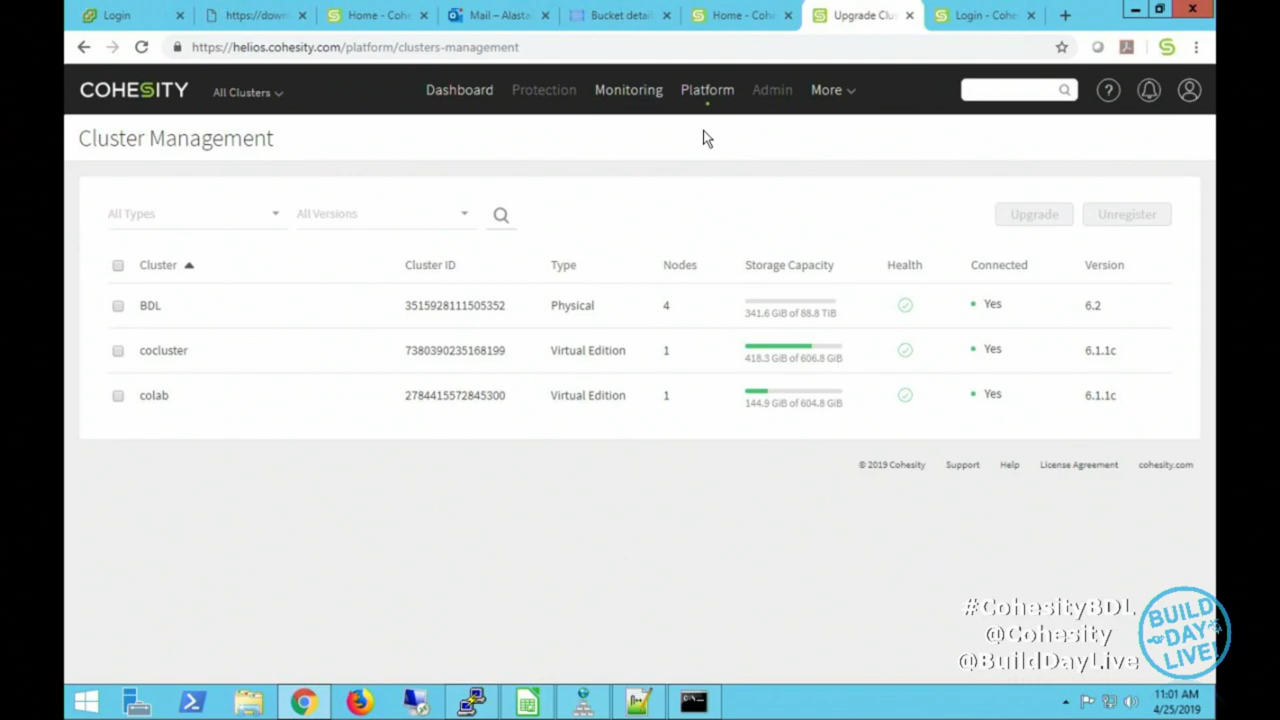 Login
https://down
Home - Cohe
Mail – Alasta
Bucket detail
Home - Cohe
Upgrade Clu
Login - Cohe
https://helios.cohesity.com/platform/clusters-management
COHESITY
All Clusters
Dashboard
Protection
Monitoring
Platform
Admin
More
Cluster Management
All Types
All Versions
Upgrade
Unregister
Cluster Cluster ID Type Nodes Storage Capacity Health Connected Version
BDL 3515928111505352 Physical 4 341.6 GiB of 88.8 TiB Yes 6.2
cocluster 7380390235168199 Virtual Edition 1 418.3 GiB of 606.8 GiB Yes 6.1.1c
colab 2784415572845300 Virtual Edition 1 144.9 GiB of 604.8 GiB Yes 6.1.1c
© 2019 Cohesity Support Help License Agreement cohesity.com
#CohesityBDL
@Cohesity
@BuildDayLive
BUILD
DAY
LIVE!
11:01 AM
4/25/2019